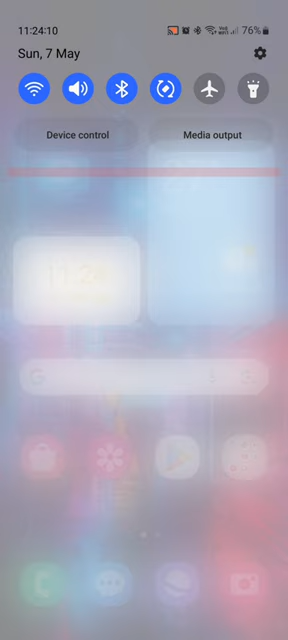 11:24:10
76%
Sun, 7 May
Device control
Media output